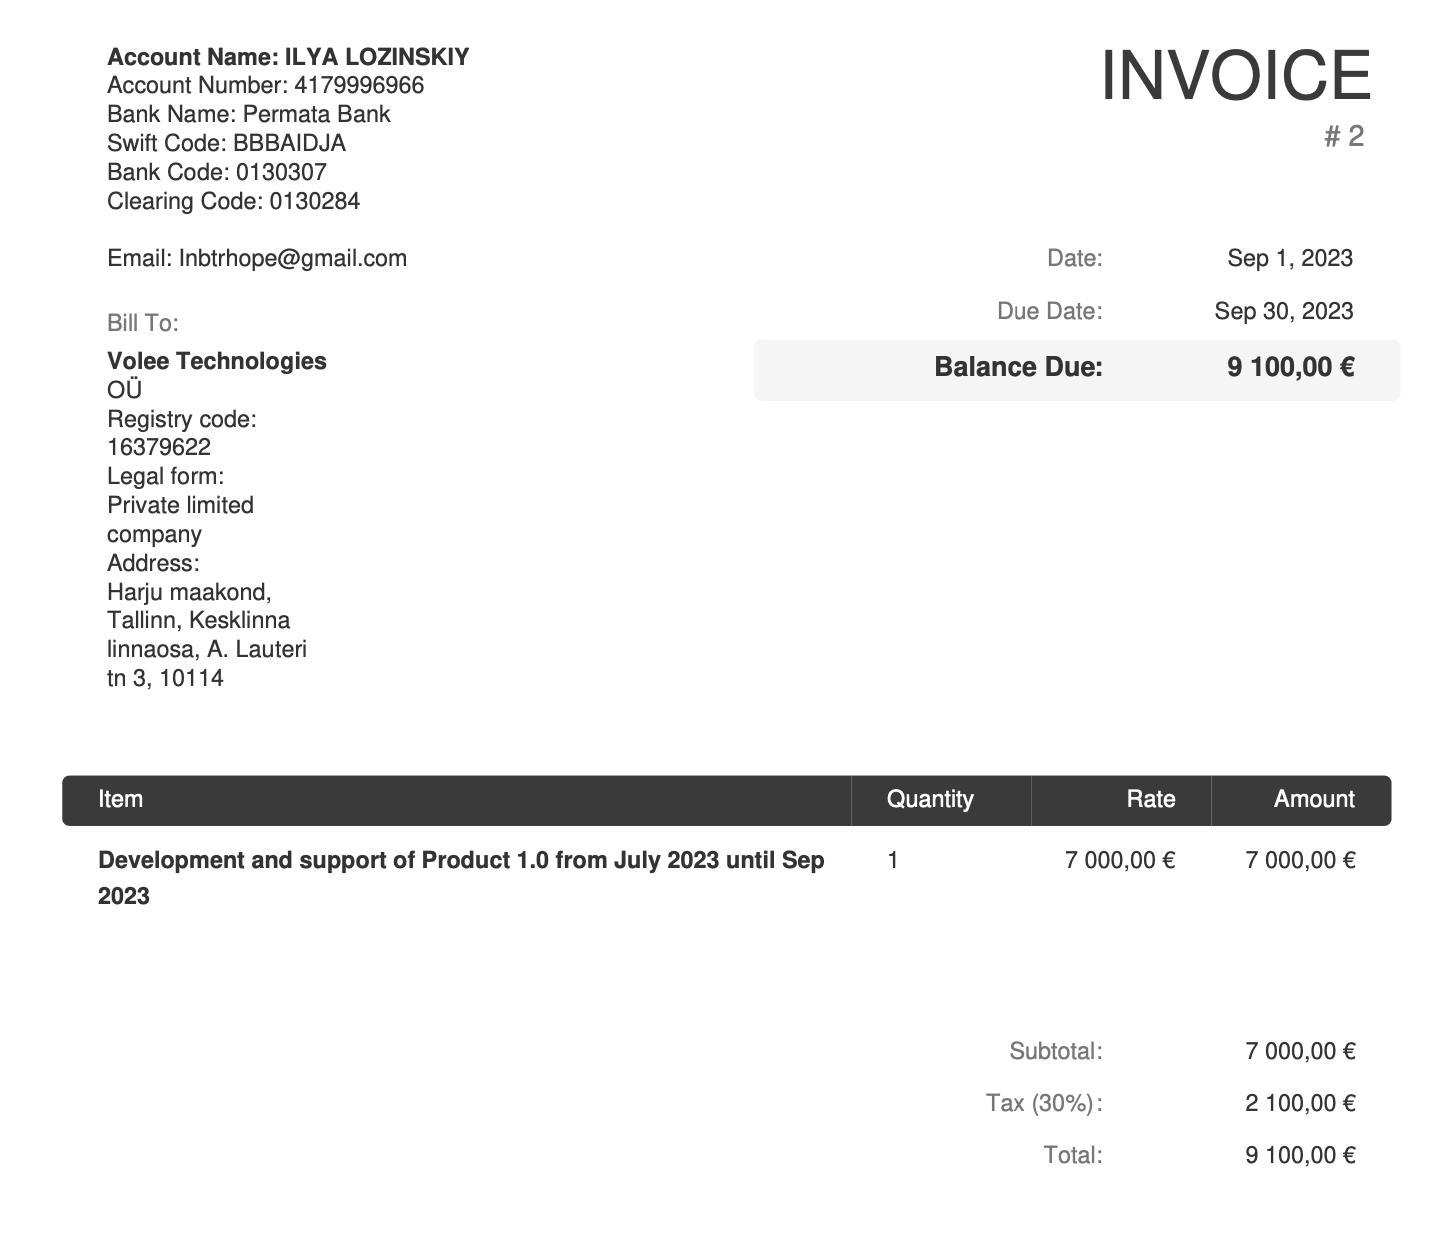 Account Name: ILYA LOZINSKIY
Account Number: 4179996966
Bank Name: Permata Bank
Swift Code: BBBAIDJA
Bank Code: 0130307
Clearing Code: 0130284
Email: lnbtrhope@gmail.com
INVOICE
# 2
Date: Sep 1, 2023
Due Date: Sep 30, 2023
Balance Due: 9 100,00 €
Bill To:
Volee Technologies
OÜ
Registry code:
16379622
Legal form:
Private limited
company
Address:
Harju maakond,
Tallinn, Kesklinna
linnaosa, A. Lauteri
tn 3, 10114
Item Quantity Rate Amount
Development and support of Product 1.0 from July 2023 until Sep 1 7 000,00 € 7 000,00 €
2023
Subtotal: 7 000,00 €
Tax (30%): 2 100,00 €
Total: 9 100,00 €